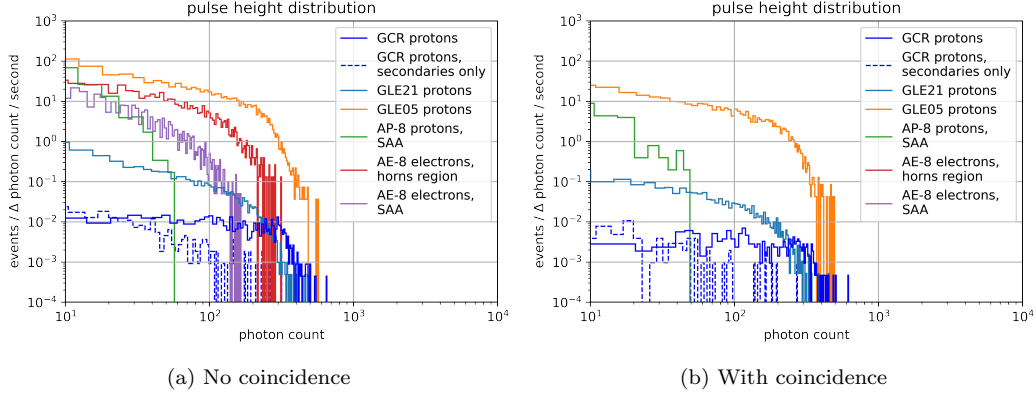 pulse height distribution
events / Δ photon count / second
10³
10²
10¹
10⁰
10⁻¹
10⁻²
10⁻³
10⁻⁴
10¹
10²
10³
10⁴
photon count
GCR protons
GCR protons,
secondaries only
GLE21 protons
GLE05 protons
AP-8 protons,
SAA
AE-8 electrons,
horns region
AE-8 electrons,
SAA
(a) No coincidence
pulse height distribution
events / Δ photon count / second
10³
10²
10¹
10⁰
10⁻¹
10⁻²
10⁻³
10⁻⁴
10¹
10²
10³
10⁴
photon count
GCR protons
GCR protons,
secondaries only
GLE21 protons
GLE05 protons
AP-8 protons,
SAA
AE-8 electrons,
horns region
AE-8 electrons,
SAA
(b) With coincidence